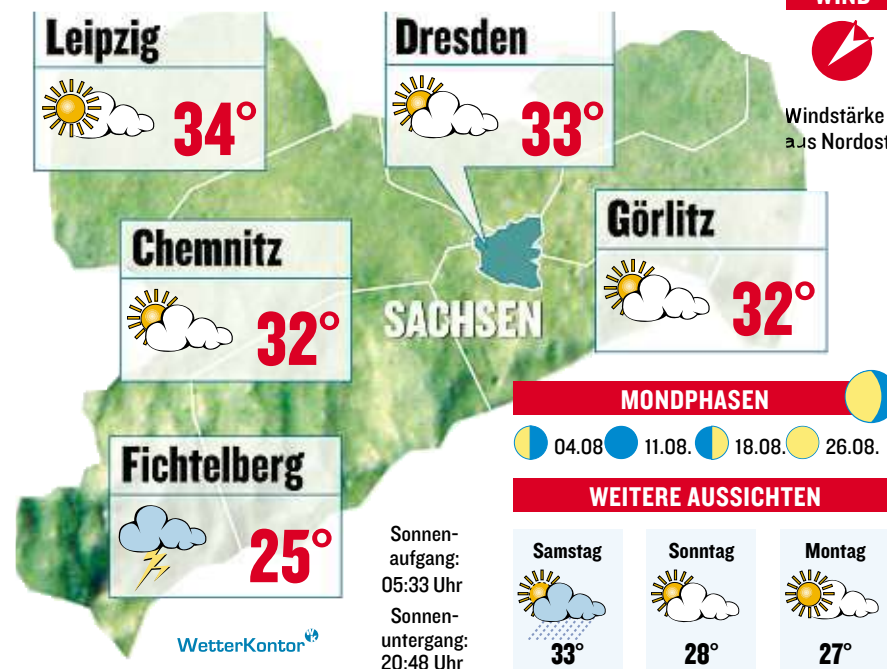 Leipzig
34°
Dresden
33°
WIND
Windstärke
aus Nordost
Chemnitz
32°
Görlitz
32°
SACHSEN
Fichtelberg
25°
MONDPHASEN
04.08
11.08.
18.08.
26.08.
WEITERE AUSSICHTEN
Samstag
33°
Sonntag
28°
Montag
27°
Sonnen-
aufgang:
05:33 Uhr
Sonnen-
untergang:
20:48 Uhr
WetterKontor